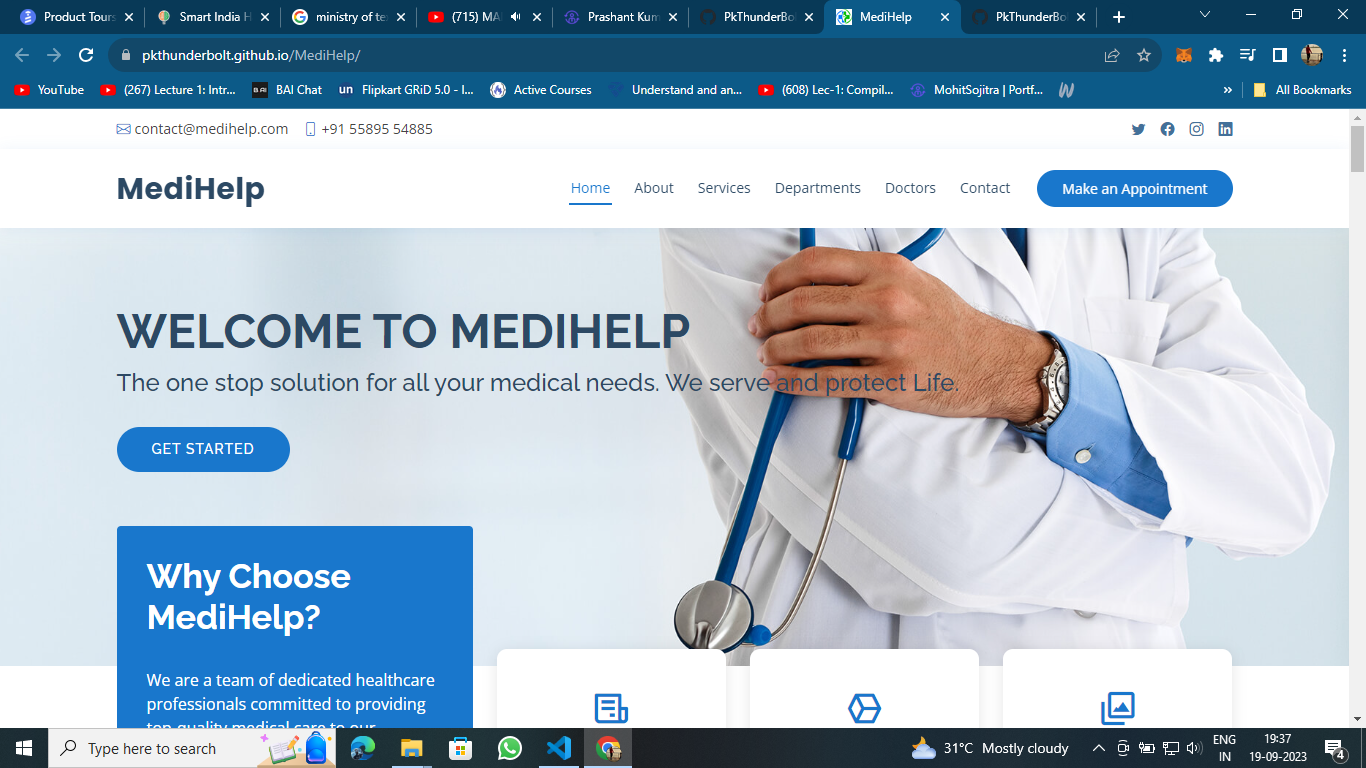 Product Tours
Smart India H
ministry of te
(715) MA
Prashant Kum
PkThunderBo
MediHelp
PkThunderBo
pkthunderbolt.github.io/MediHelp/
YouTube
(267) Lecture 1: Intr...
BAI
BAI Chat
un
Flipkart GRiD 5.0 - I...
Active Courses
Understand and an...
(608) Lec-1: Compil...
MohitSojitra | Portf...
»
All Bookmarks
contact@medihelp.com
+91 55895 54885
MediHelp
Home
About
Services
Departments
Doctors
Contact
Make an Appointment
WELCOME TO MEDIHELP
The one stop solution for all your medical needs. We serve and protect Life.
GET STARTED
Why Choose
MediHelp?
We are a team of dedicated healthcare
professionals committed to providing
top-quality medical care to our
Type here to search
31°C Mostly cloudy
ENG
IN
19:37
19-09-2023
4